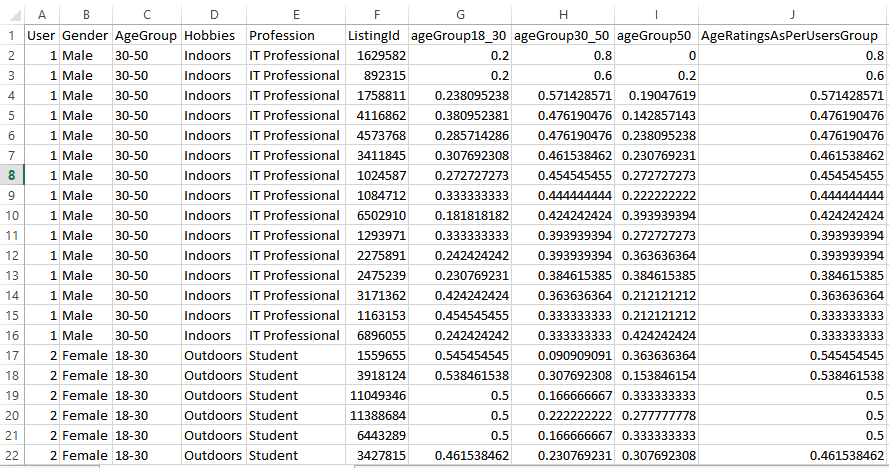 A B C D E F G H I J
1 User Gender AgeGroup Hobbies Profession ListingId ageGroup18_30 ageGroup30_50 ageGroup50 AgeRatingsAsPerUsersGroup
2 1 Male 30-50 Indoors IT Professional 1629582 0.2 0.8 0 0.8
3 1 Male 30-50 Indoors IT Professional 892315 0.2 0.6 0.2 0.6
4 1 Male 30-50 Indoors IT Professional 1758811 0.238095238 0.571428571 0.19047619 0.571428571
5 1 Male 30-50 Indoors IT Professional 4116862 0.380952381 0.476190476 0.142857143 0.476190476
6 1 Male 30-50 Indoors IT Professional 4573768 0.285714286 0.476190476 0.238095238 0.476190476
7 1 Male 30-50 Indoors IT Professional 3411845 0.307692308 0.461538462 0.230769231 0.461538462
8 1 Male 30-50 Indoors IT Professional 1024587 0.272727273 0.454545455 0.272727273 0.454545455
9 1 Male 30-50 Indoors IT Professional 1084712 0.333333333 0.444444444 0.222222222 0.444444444
10 1 Male 30-50 Indoors IT Professional 6502910 0.181818182 0.424242424 0.393939394 0.424242424
11 1 Male 30-50 Indoors IT Professional 1293971 0.333333333 0.393939394 0.272727273 0.393939394
12 1 Male 30-50 Indoors IT Professional 2275891 0.242424242 0.393939394 0.363636364 0.393939394
13 1 Male 30-50 Indoors IT Professional 2475239 0.230769231 0.384615385 0.384615385 0.384615385
14 1 Male 30-50 Indoors IT Professional 3171362 0.424242424 0.363636364 0.212121212 0.363636364
15 1 Male 30-50 Indoors IT Professional 1163153 0.454545455 0.333333333 0.212121212 0.333333333
16 1 Male 30-50 Indoors IT Professional 6896055 0.242424242 0.333333333 0.424242424 0.333333333
17 2 Female 18-30 Outdoors Student 1559655 0.545454545 0.090909091 0.363636364 0.545454545
18 2 Female 18-30 Outdoors Student 3918124 0.538461538 0.307692308 0.153846154 0.538461538
19 2 Female 18-30 Outdoors Student 11049346 0.5 0.166666667 0.333333333 0.5
20 2 Female 18-30 Outdoors Student 11388684 0.5 0.222222222 0.277777778 0.5
21 2 Female 18-30 Outdoors Student 6443289 0.5 0.166666667 0.333333333 0.5
22 2 Female 18-30 Outdoors Student 3427815 0.461538462 0.230769231 0.307692308 0.461538462